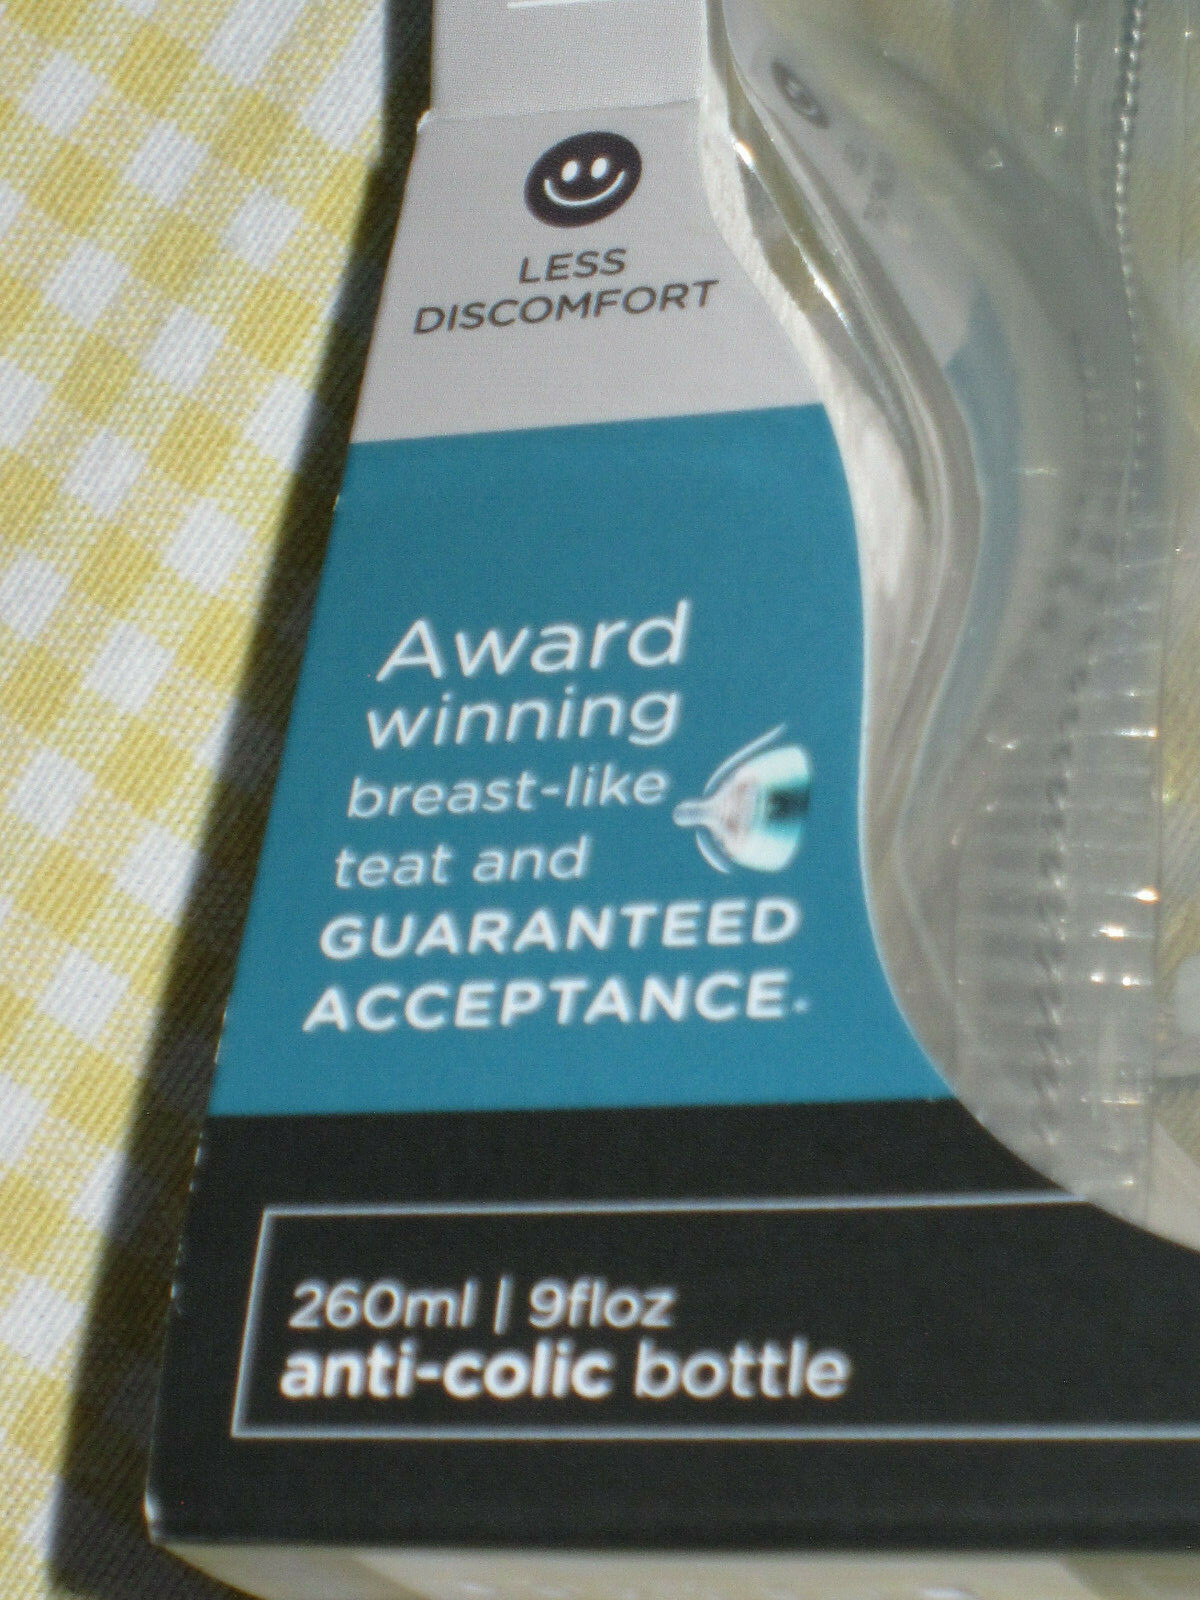 LESS
DISCOMFORT
Award
winning
breast-like
teat and
GUARANTEED
ACCEPTANCE.
260ml | 9floz
anti-colic bottle